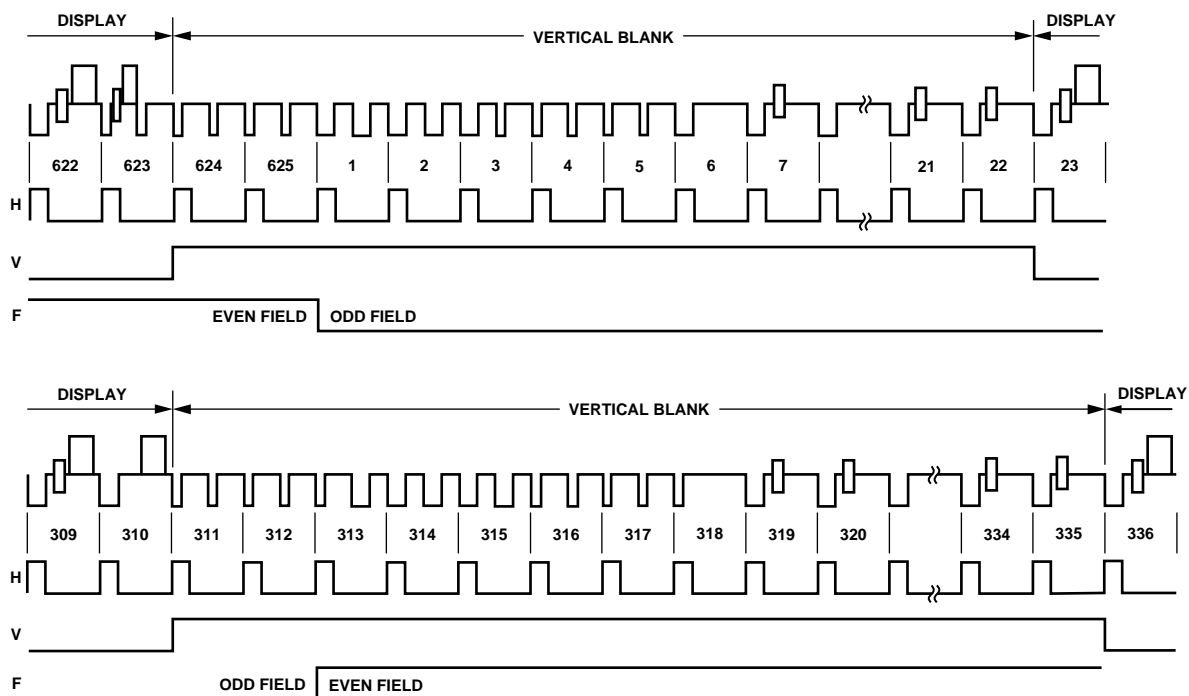 DISPLAY VERTICAL BLANK DISPLAY
622 623 624 625 1 2 3 4 5 6 7 21 22 23
H
V
F EVEN FIELD ODD FIELD
DISPLAY VERTICAL BLANK DISPLAY
309 310 311 312 313 314 315 316 317 318 319 320 334 335 336
H
V
F ODD FIELD EVEN FIELD